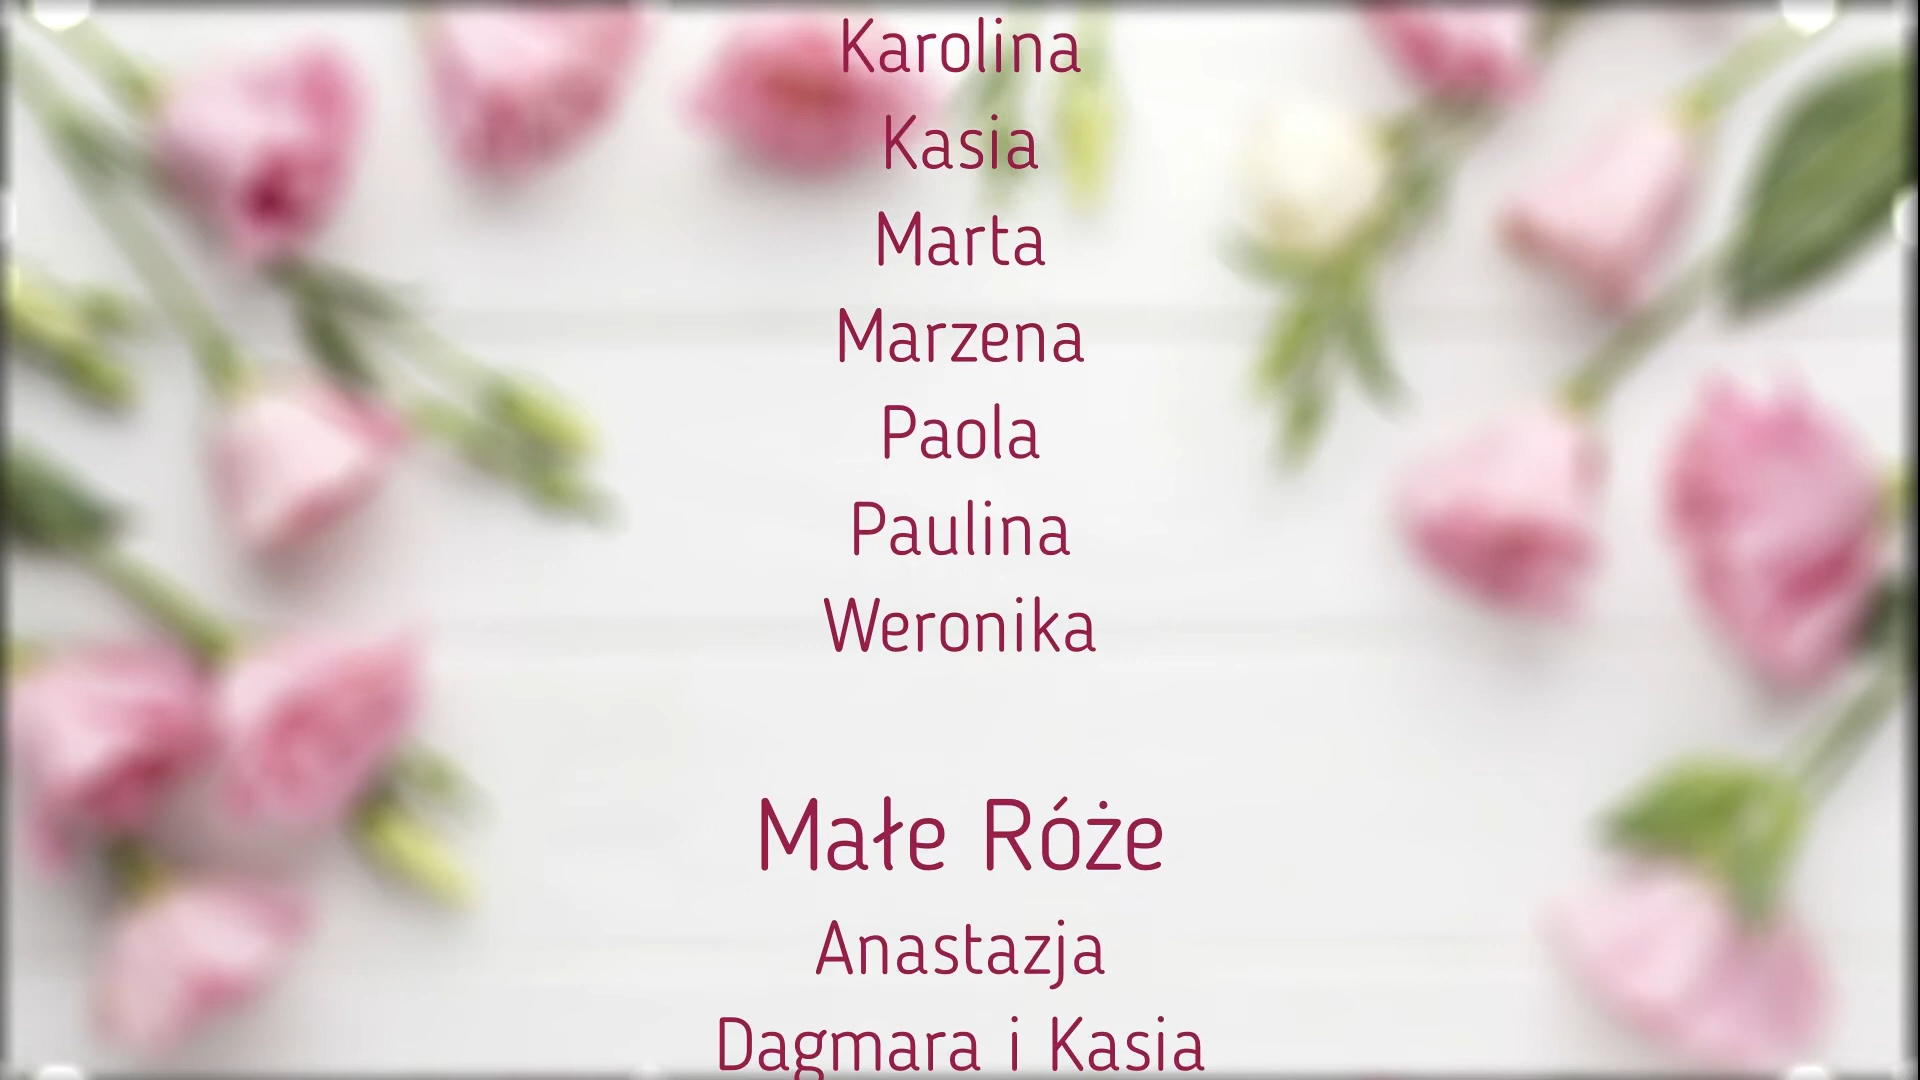 Karolina
Kasia
Marta
Marzena
Paola
Paulina
Weronika
Małe Róże
Anastazja
Dagmara i Kasia